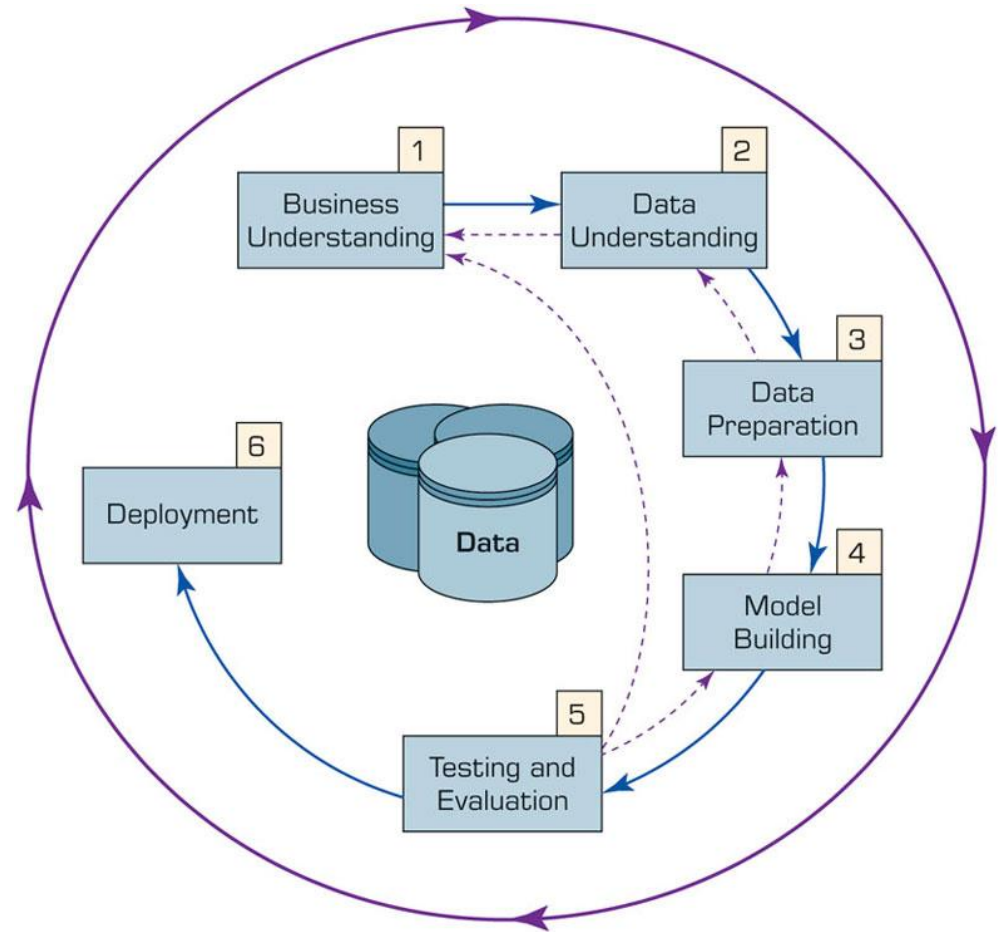 1
Business
Understanding
2
Data
Understanding
3
Data
Preparation
4
Model
Building
5
Testing and
Evaluation
6
Deployment
Data